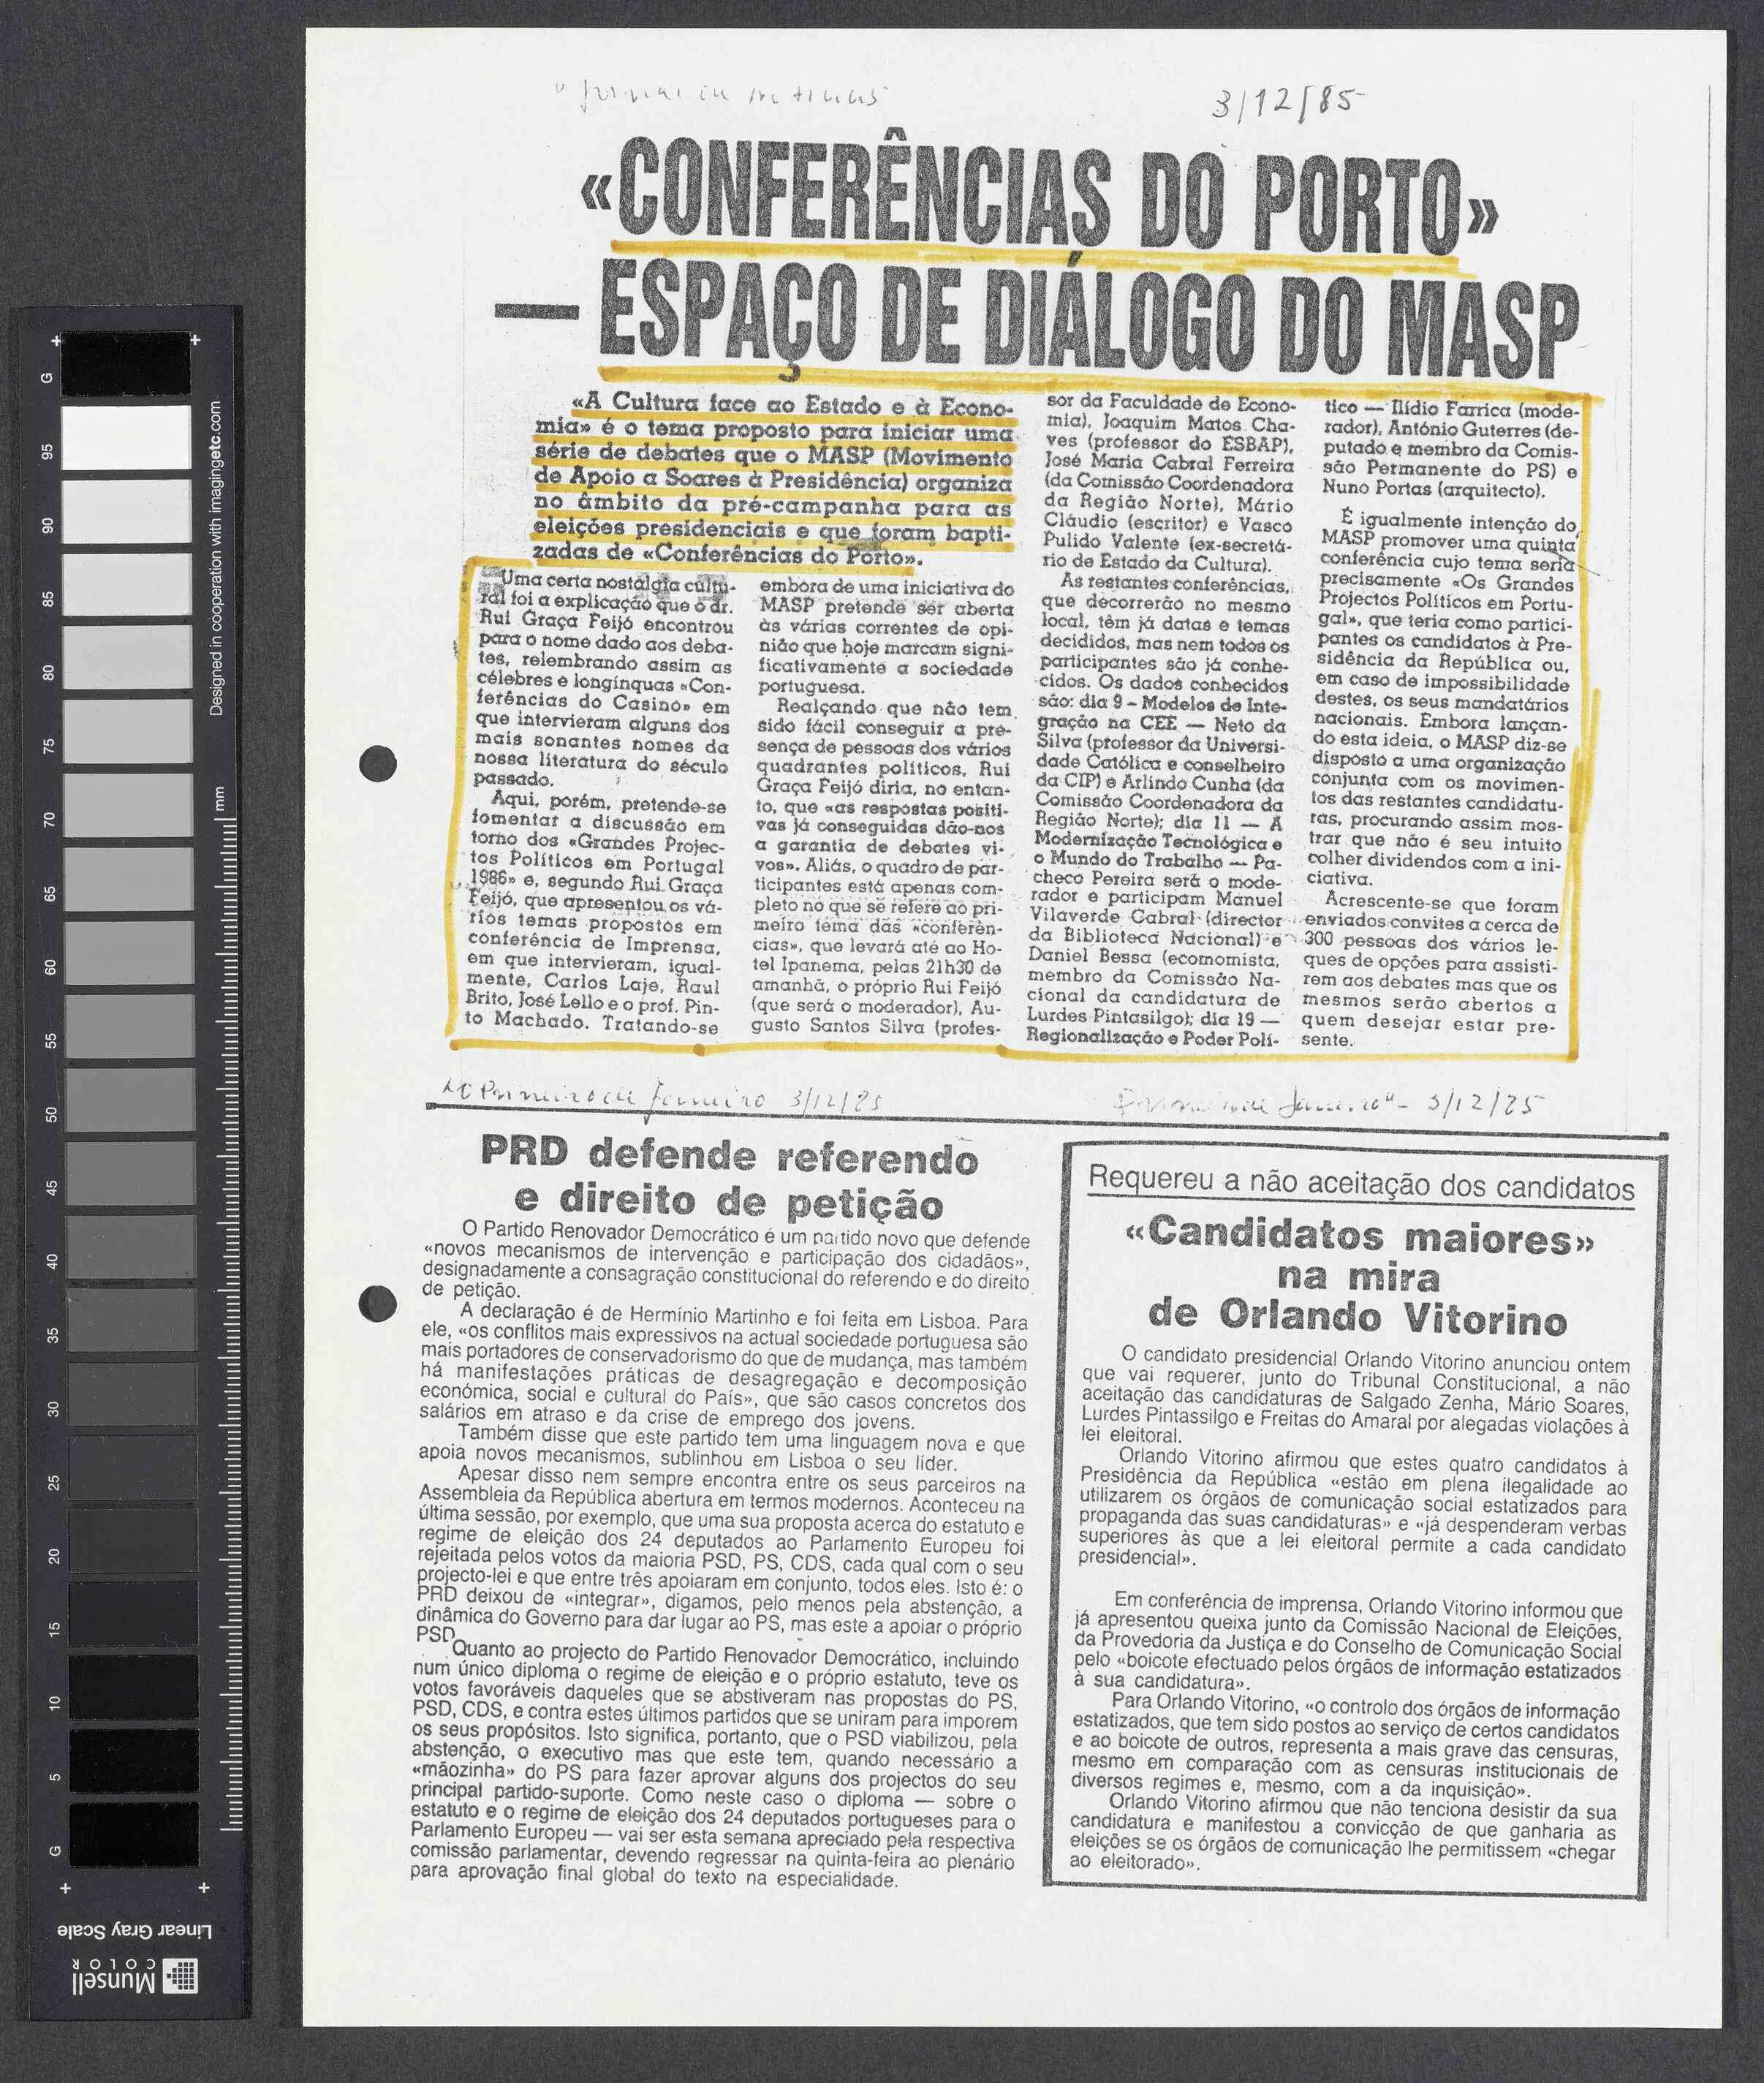 3/12/85
«CONFERÊNCIAS DO PORTO»
— ESPAÇO DE DIÁLOGO DO MASP
«A Cultura face ao Estado e à Econo-
mia» é o tema proposto para iniciar uma
série de debates que o MASP (Movimento
de Apoio a Soares à Presidência) organiza
no âmbito da pré-campanha para as
eleições presidenciais e que foram bapti-
zadas de «Conferências do Porto».
Uma certa nostalgia cultu-
ral foi a explicação que o dr.
Rui Graça Feijó encontrou
para o nome dado aos deba-
tes, relembrando assim as
célebres e longínquas «Con-
ferências do Casino» em
que intervieram alguns dos
mais sonantes nomes da
nossa literatura do século
passado.
Aqui, porém, pretende-se
fomentar a discussão em
torno dos «Grandes Projec-
tos Políticos em Portugal
1986» e, segundo Rui Graça
Feijó, que apresentou os vá-
rios temas propostos em
conferência de Imprensa,
em que intervieram, igual-
mente, Carlos Laje, Raul
Brito, José Lello e o prof. Pin-
to Machado. Tratando-se
embora de uma iniciativa do
MASP pretende ser aberta
às várias correntes de opi-
nião que hoje marcam signi-
ficativamente a sociedade
portuguesa.
Realçando que não tem
sido fácil conseguir a pre-
sença de pessoas dos vários
quadrantes políticos, Rui
Graça Feijó diria, no entan-
to, que «as respostas positi-
vas já conseguidas dão-nos
a garantia de debates vi-
vos». Aliás, o quadro de par-
ticipantes está apenas com-
pleto no que se refere ao pri-
meiro tema das «conferên-
cias», que levará até ao Ho-
tel Ipanema, pelas 21h30 de
amanhã, o próprio Rui Feijó
(que será o moderador), Au-
gusto Santos Silva (profes-
sor da Faculdade de Econo-
mia), Joaquim Matos Cha-
ves (professor do ESBAP),
José Maria Cabral Ferreira
(da Comissão Coordenadora
da Região Norte), Mário
Cláudio (escritor) e Vasco
Pulido Valente (ex-secretá-
rio de Estado da Cultura).
As restantes conferências,
que decorrerão no mesmo
local, têm já datas e temas
decididos, mas nem todos os
participantes são já conhe-
cidos. Os dados conhecidos
são: dia 9 - Modelos de Inte-
gração na CEE — Neto da
Silva (professor da Universi-
dade Católica e conselheiro
da CIP) e Arlindo Cunha (da
Comissão Coordenadora da
Região Norte); dia 11 — A
Modernização Tecnológica e
o Mundo do Trabalho — Pa-
checo Pereira será o mode-
rador e participam Manuel
Vilaverde Cabral (director
da Biblioteca Nacional) e
Daniel Bessa (ecomomista,
membro da Comissão Na-
cional da candidatura de
Lurdes Pintasilgo); dia 19 —
Regionalização e Poder Polí-
tico — Ilídio Farrica (mode-
rador), António Guterres (de-
putado e membro da Comis-
são Permanente do PS) e
Nuno Portas (arquitecto).
É igualmente intenção do
MASP promover uma quinta
conferência cujo tema seria
precisamente «Os Grandes
Projectos Políticos em Portu-
gal», que teria como partici-
pantes os candidatos à Pre-
sidência da República ou,
em caso de impossibilidade
destes, os seus mandatários
nacionais. Embora lançan-
do esta ideia, o MASP diz-se
disposto a uma organização
conjunta com os movimen-
tos das restantes candidatu-
ras, procurando assim mos-
trar que não é seu intuito
colher dividendos com a ini-
ciativa.
Acrescente-se que foram
enviados convites a cerca de
300 pessoas dos vários le-
ques de opções para assisti-
rem aos debates mas que os
mesmos serão abertos a
quem desejar estar pre-
sente.
Primeiro de Janeiro 3/12/85
Primeiro de Janeiro" - 3/12/85
PRD defende referendo
e direito de petição
O Partido Renovador Democrático é um partido novo que defende
«novos mecanismos de intervenção e participação dos cidadãos»,
designadamente a consagração constitucional do referendo e do direito
de petição.
A declaração é de Hermínio Martinho e foi feita em Lisboa. Para
ele, «os conflitos mais expressivos na actual sociedade portuguesa são
mais portadores de conservadorismo do que de mudança, mas também
há manifestações práticas de desagregação e decomposição
económica, social e cultural do País», que são casos concretos dos
salários em atraso e da crise de emprego dos jovens.
Também disse que este partido tem uma linguagem nova e que
apoia novos mecanismos, sublinhou em Lisboa o seu líder.
Apesar disso nem sempre encontra entre os seus parceiros na
Assembleia da República abertura em termos modernos. Aconteceu na
última sessão, por exemplo, que uma sua proposta acerca do estatuto e
regime de eleição dos 24 deputados ao Parlamento Europeu foi
rejeitada pelos votos da maioria PSD, PS, CDS, cada qual com o seu
projecto-lei e que entre três apoiaram em conjunto, todos eles. Isto é: o
PRD deixou de «integrar», digamos, pelo menos pela abstenção, a
dinâmica do Governo para dar lugar ao PS, mas este a apoiar o próprio
PSD.
Quanto ao projecto do Partido Renovador Democrático, incluindo
num único diploma o regime de eleição e o próprio estatuto, teve os
votos favoráveis daqueles que se abstiveram nas propostas do PS,
PSD, CDS, e contra estes últimos partidos que se uniram para imporem
os seus propósitos. Isto significa, portanto, que o PSD viabilizou, pela
abstenção, o executivo mas que este tem, quando necessário a
«mãozinha» do PS para fazer aprovar alguns dos projectos do seu
principal partido-suporte. Como neste caso o diploma — sobre o
estatuto e o regime de eleição dos 24 deputados portugueses para o
Parlamento Europeu — vai ser esta semana apreciado pela respectiva
comissão parlamentar, devendo regressar na quinta-feira ao plenário
para aprovação final global do texto na especialidade.
Requereu a não aceitação dos candidatos
«Candidatos maiores»
na mira
de Orlando Vitorino
O candidato presidencial Orlando Vitorino anunciou ontem
que vai requerer, junto do Tribunal Constitucional, a não
aceitação das candidaturas de Salgado Zenha, Mário Soares,
Lurdes Pintassilgo e Freitas do Amaral por alegadas violações à
lei eleitoral.
Orlando Vitorino afirmou que estes quatro candidatos à
Presidência da República «estão em plena ilegalidade ao
utilizarem os órgãos de comunicação social estatizados para
propaganda das suas candidaturas» e «já despenderam verbas
superiores às que a lei eleitoral permite a cada candidato
presidencial».
Em conferência de imprensa, Orlando Vitorino informou que
já apresentou queixa junto da Comissão Nacional de Eleições,
da Provedoria da Justiça e do Conselho de Comunicação Social
pelo «boicote efectuado pelos órgãos de informação estatizados
à sua candidatura».
Para Orlando Vitorino, «o controlo dos órgãos de informação
estatizados, que tem sido postos ao serviço de certos candidatos
e ao boicote de outros, representa a mais grave das censuras,
mesmo em comparação com as censuras institucionais de
diversos regimes e, mesmo, com a da inquisição».
Orlando Vitorino afirmou que não tenciona desistir da sua
candidatura e manifestou a convicção de que ganharia as
eleições se os órgãos de comunicação lhe permitissem «chegar
ao eleitorado».
G
95
90
85
80
75
70
65
60
55
50
45
40
35
30
25
20
15
10
5
G
mm
Designed in cooperation with imagingetc.com
Linear Gray Scale
Munsell
COLOR